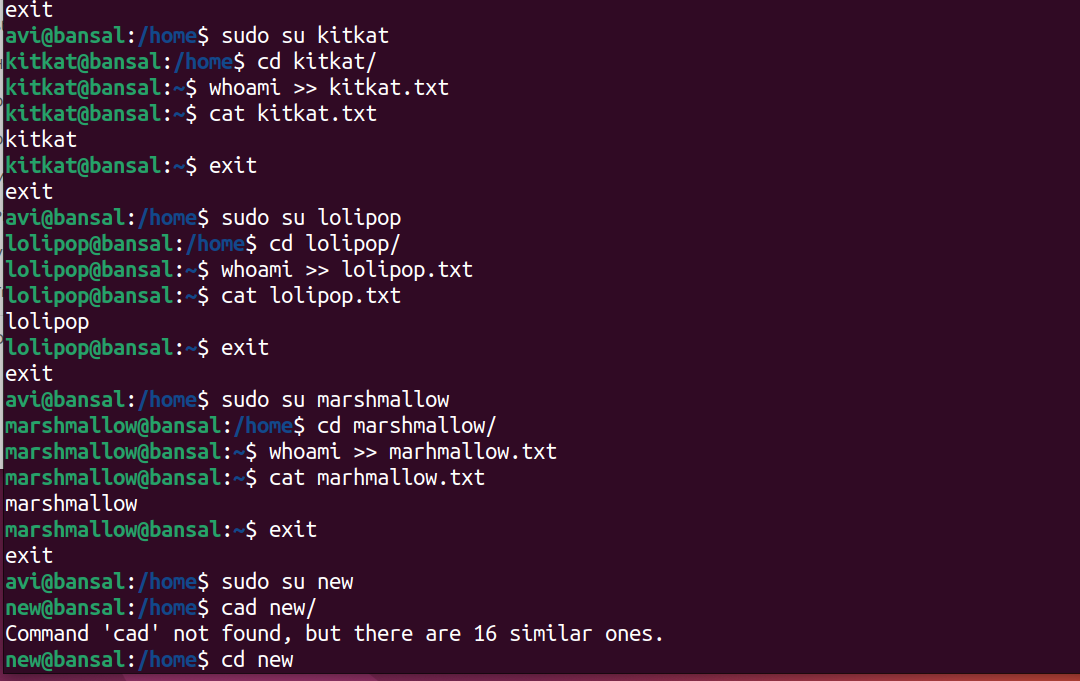 exit
avi@bansal:/home$ sudo su kitkat
kitkat@bansal:/home$ cd kitkat/
kitkat@bansal:~$ whoami >> kitkat.txt
kitkat@bansal:~$ cat kitkat.txt
kitkat
kitkat@bansal:~$ exit
exit
avi@bansal:/home$ sudo su lolipop
lolipop@bansal:/home$ cd lolipop/
lolipop@bansal:~$ whoami >> lolipop.txt
lolipop@bansal:~$ cat lolipop.txt
lolipop
lolipop@bansal:~$ exit
exit
avi@bansal:/home$ sudo su marshmallow
marshmallow@bansal:/home$ cd marshmallow/
marshmallow@bansal:~$ whoami >> marhmallow.txt
marshmallow@bansal:~$ cat marhmallow.txt
marshmallow
marshmallow@bansal:~$ exit
exit
avi@bansal:/home$ sudo su new
new@bansal:/home$ cad new/
Command 'cad' not found, but there are 16 similar ones.
new@bansal:/home$ cd new